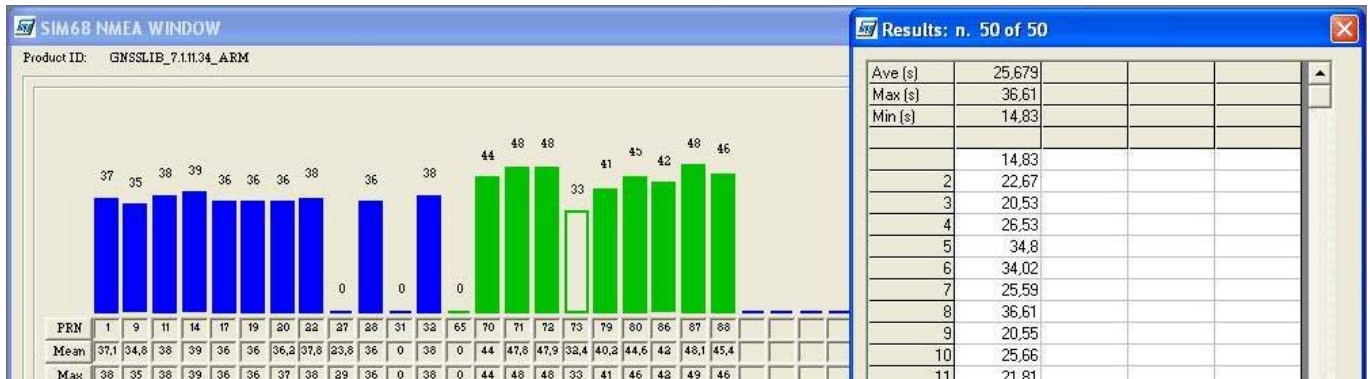 SIM68 NMEA WINDOW
Product ID: GNSSLIB_7.1.11.34_ARM
37 35 38 39 36 36 36 38 0 36 0 38 0 44 48 48 33 41 45 42 48 46
PRN 1 9 11 14 17 19 20 22 27 28 31 32 65 70 71 72 73 79 80 86 87 88
Mean 37,1 34,8 38 39 36 36 36,2 37,8 23,8 36 0 38 0 44 47,8 47,9 32,4 40,2 44,6 42 48,1 45,4
Max 38 35 38 39 36 36 37 38 29 36 0 38 0 44 48 48 33 41 46 42 49 46
Results: n. 50 of 50
Ave (s) 25,679
Max (s) 36,61
Min (s) 14,83
14,83
2 22,67
3 20,53
4 26,53
5 34,8
6 34,02
7 25,59
8 36,61
9 20,55
10 25,66
11 21,81